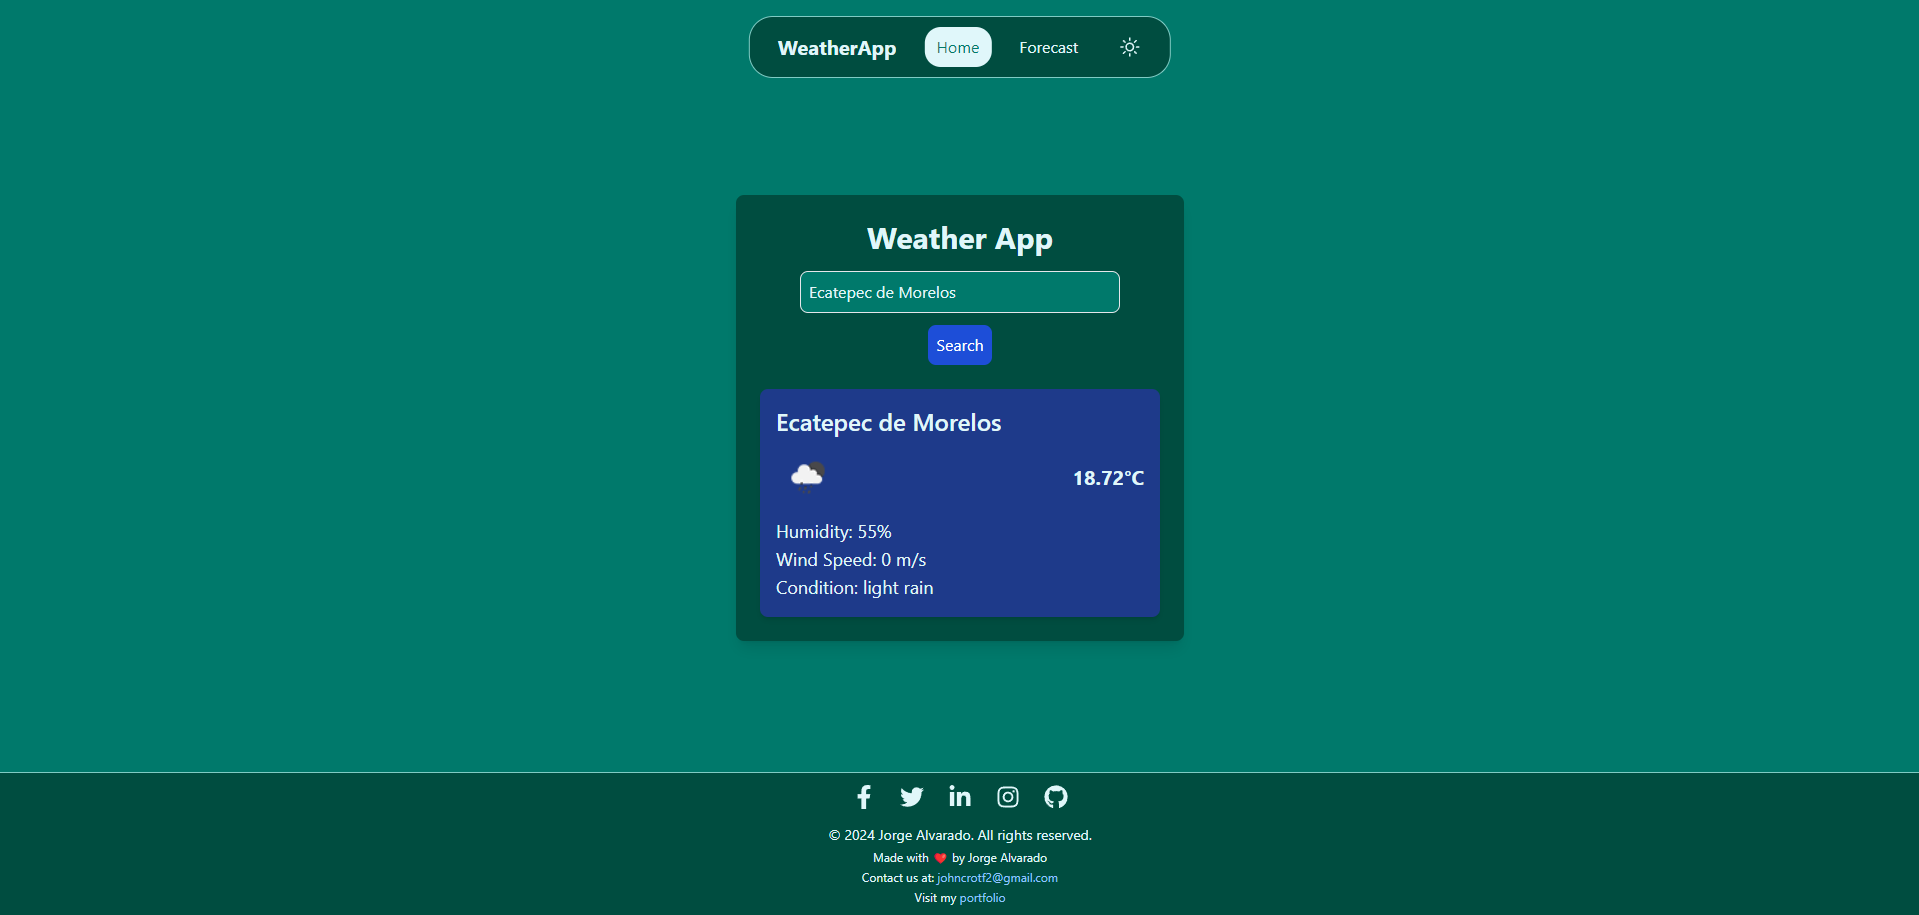 WeatherApp Home Forecast
Weather App
Ecatepec de Morelos
Search
Ecatepec de Morelos
18.72°C
Humidity: 55%
Wind Speed: 0 m/s
Condition: light rain
© 2024 Jorge Alvarado. All rights reserved.
Made with ❤️ by Jorge Alvarado
Contact us at: johncrotf2@gmail.com
Visit my portfolio